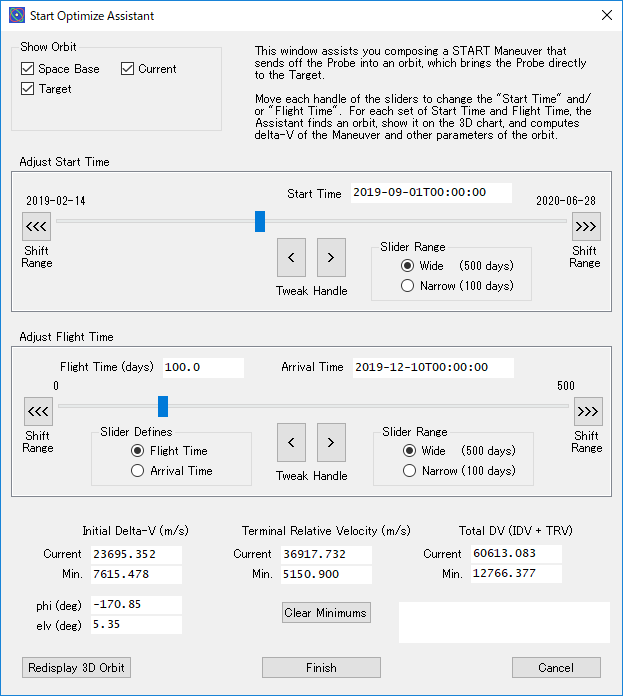 Start Optimize Assistant
Show Orbit
Space Base
Current
Target
This window assists you composing a START Maneuver that
sends off the Probe into an orbit, which brings the Probe directly
to the Target.
Move each handle of the sliders to change the "Start Time" and/
or "Flight Time". For each set of Start Time and Flight Time, the
Assistant finds an orbit, show it on the 3D chart, and computes
delta-V of the Maneuver and other parameters of the orbit.
Adjust Start Time
2019-02-14
Start Time 2019-09-01T00:00:00
2020-06-28
<<<
>>>
Shift
Range
< >
Tweak Handle
Slider Range
Wide (500 days)
Narrow (100 days)
Shift
Range
Adjust Flight Time
Flight Time (days) 100.0
Arrival Time 2019-12-10T00:00:00
0
500
<<<
>>>
Shift
Range
Slider Defines
Flight Time
Arrival Time
< >
Tweak Handle
Slider Range
Wide (500 days)
Narrow (100 days)
Shift
Range
Initial Delta-V (m/s)
Current 23695.352
Min. 7615.478
phi (deg) -170.85
elv (deg) 5.35
Terminal Relative Velocity (m/s)
Current 36917.732
Min. 5150.900
Clear Minimums
Total DV (IDV + TRV)
Current 60613.083
Min. 12766.377
Redisplay 3D Orbit
Finish
Cancel